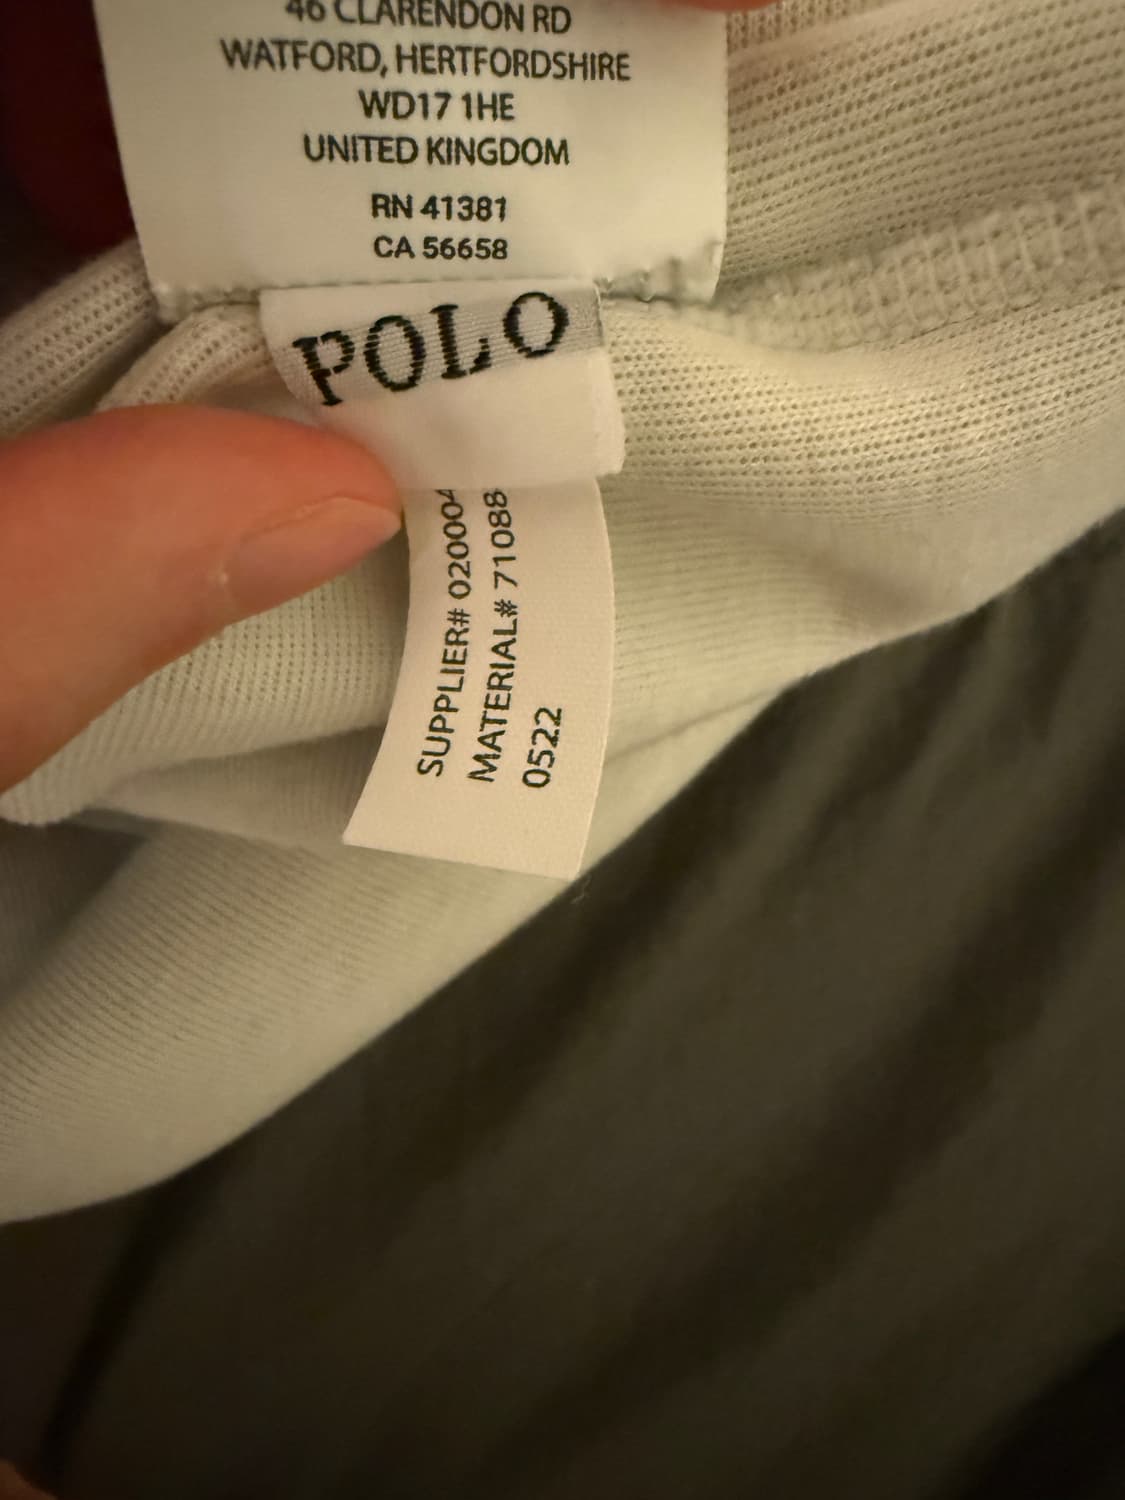 46 CLARENDON RD
WATFORD, HERTFORDSHIRE
WD17 1HE
UNITED KINGDOM
RN 41381
CA 56658
POLO
SUPPLIER# 020004
MATERIAL# 71088
0522